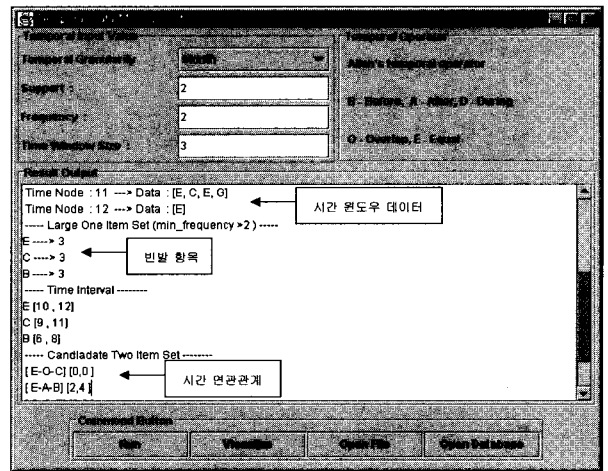 Temporal Input Value
Temporal Granularity
Month
Support :
2
Frequency :
2
Time Window Size :
3
Temporal Operator
Allen's temporal operator
B - Before, A - After, D - During
O - Overlap, E - Equal
Result Output
Time Node : 11 ---> Data : [E, C, E, G]
Time Node : 12 ---> Data : [E]
시간 윈도우 데이터
----- Large One Item Set (min_frequency >2 ) -----
E ----> 3
C ----> 3
B ----> 3
빈발 항목
----- Time Interval --------
E [10 , 12]
C [9 , 11]
B [6 , 8]
----- Candiadate Two Item Set --------
[ E-O-C] [0,0 ]
[ E-A-B] [2,4 ]
시간 연관관계
Command Button
Run
Visualize
Open File
Open Database